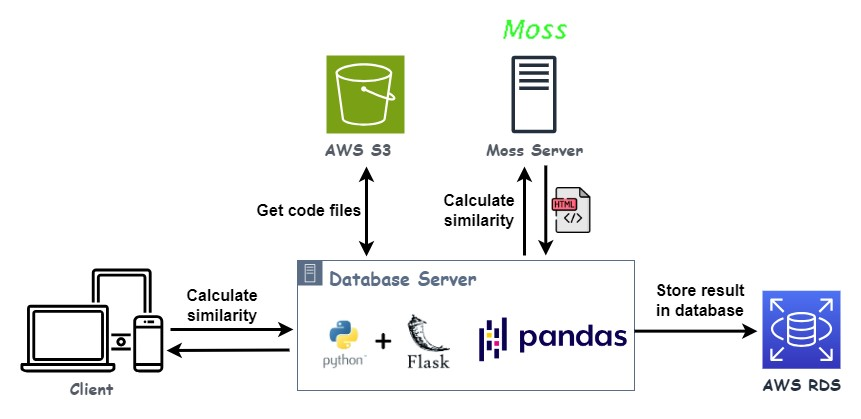 Moss
AWS S3
Moss Server
Get code files
Calculate
similarity
HTML
</>
Database Server
Calculate
similarity
python
+
Flask
pandas
Store result
in database
Client
AWS RDS